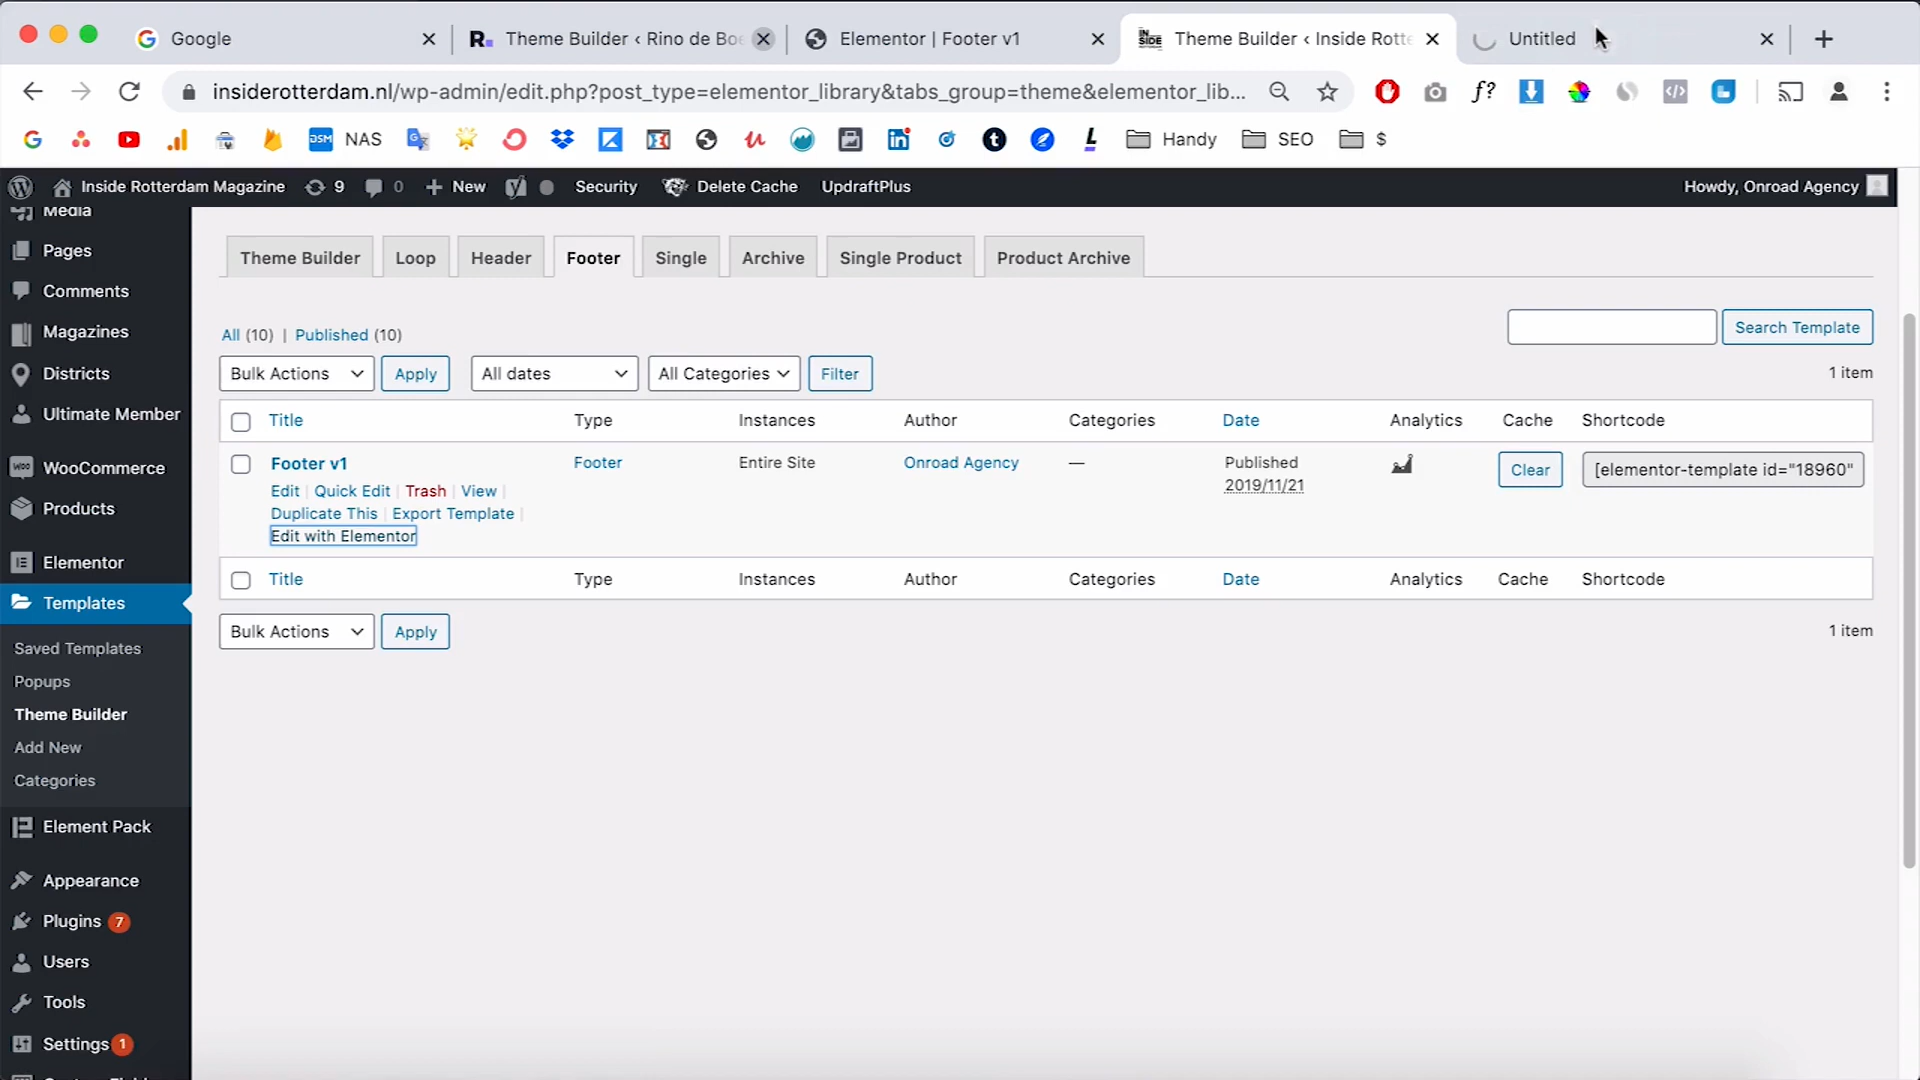 Google
R. Theme Builder ‹ Rino de Boe
Elementor | Footer v1
IN SIDE Theme Builder ‹ Inside Rotte
Untitled
insiderotterdam.nl/wp-admin/edit.php?post_type=elementor_library&tabs_group=theme&elementor_lib...
f?
DSM NAS
Handy
SEO
$
Inside Rotterdam Magazine
9
0
New
Security
Delete Cache
UpdraftPlus
Howdy, Onroad Agency
Media
Pages
Comments
Magazines
Districts
Ultimate Member
WooCommerce
Products
Elementor
Templates
Saved Templates
Popups
Theme Builder
Add New
Categories
Element Pack
Appearance
Plugins 7
Users
Tools
Settings 1
Theme Builder Loop Header Footer Single Archive Single Product Product Archive
All (10) | Published (10)
Search Template
Bulk Actions Apply All dates All Categories Filter
1 item
Title Type Instances Author Categories Date Analytics Cache Shortcode
Footer v1 Footer Entire Site Onroad Agency — Published Clear [elementor-template id="18960"
2019/11/21
Edit | Quick Edit | Trash | View |
Duplicate This | Export Template |
Edit with Elementor
Title Type Instances Author Categories Date Analytics Cache Shortcode
Bulk Actions Apply
1 item